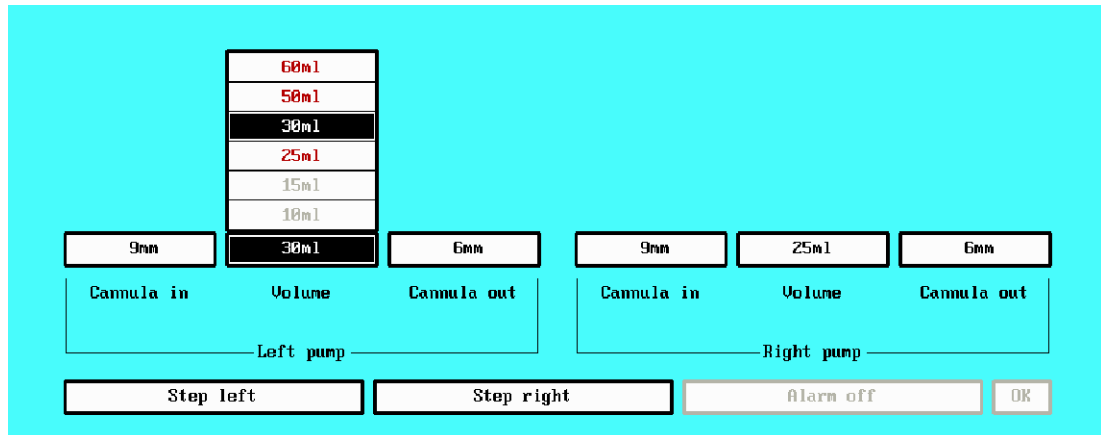 60ml
50ml
30ml
25ml
15ml
10ml
9mm 30ml 6mm 9mm 25ml 6mm
Cannula in Volume Cannula out Cannula in Volume Cannula out
Left pump Right pump
Step left Step right Alarm off OK